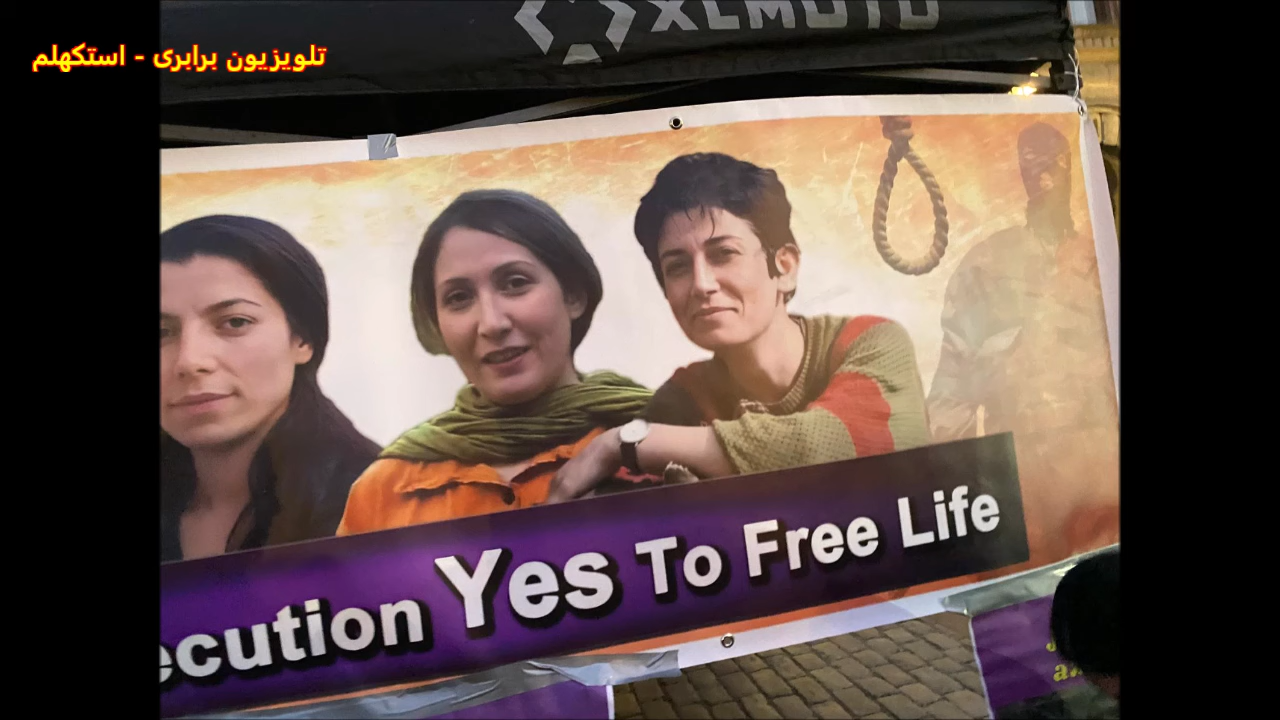 تلویزیون برابری - استکهلم
XLMOTO
ecution Yes To Free Life